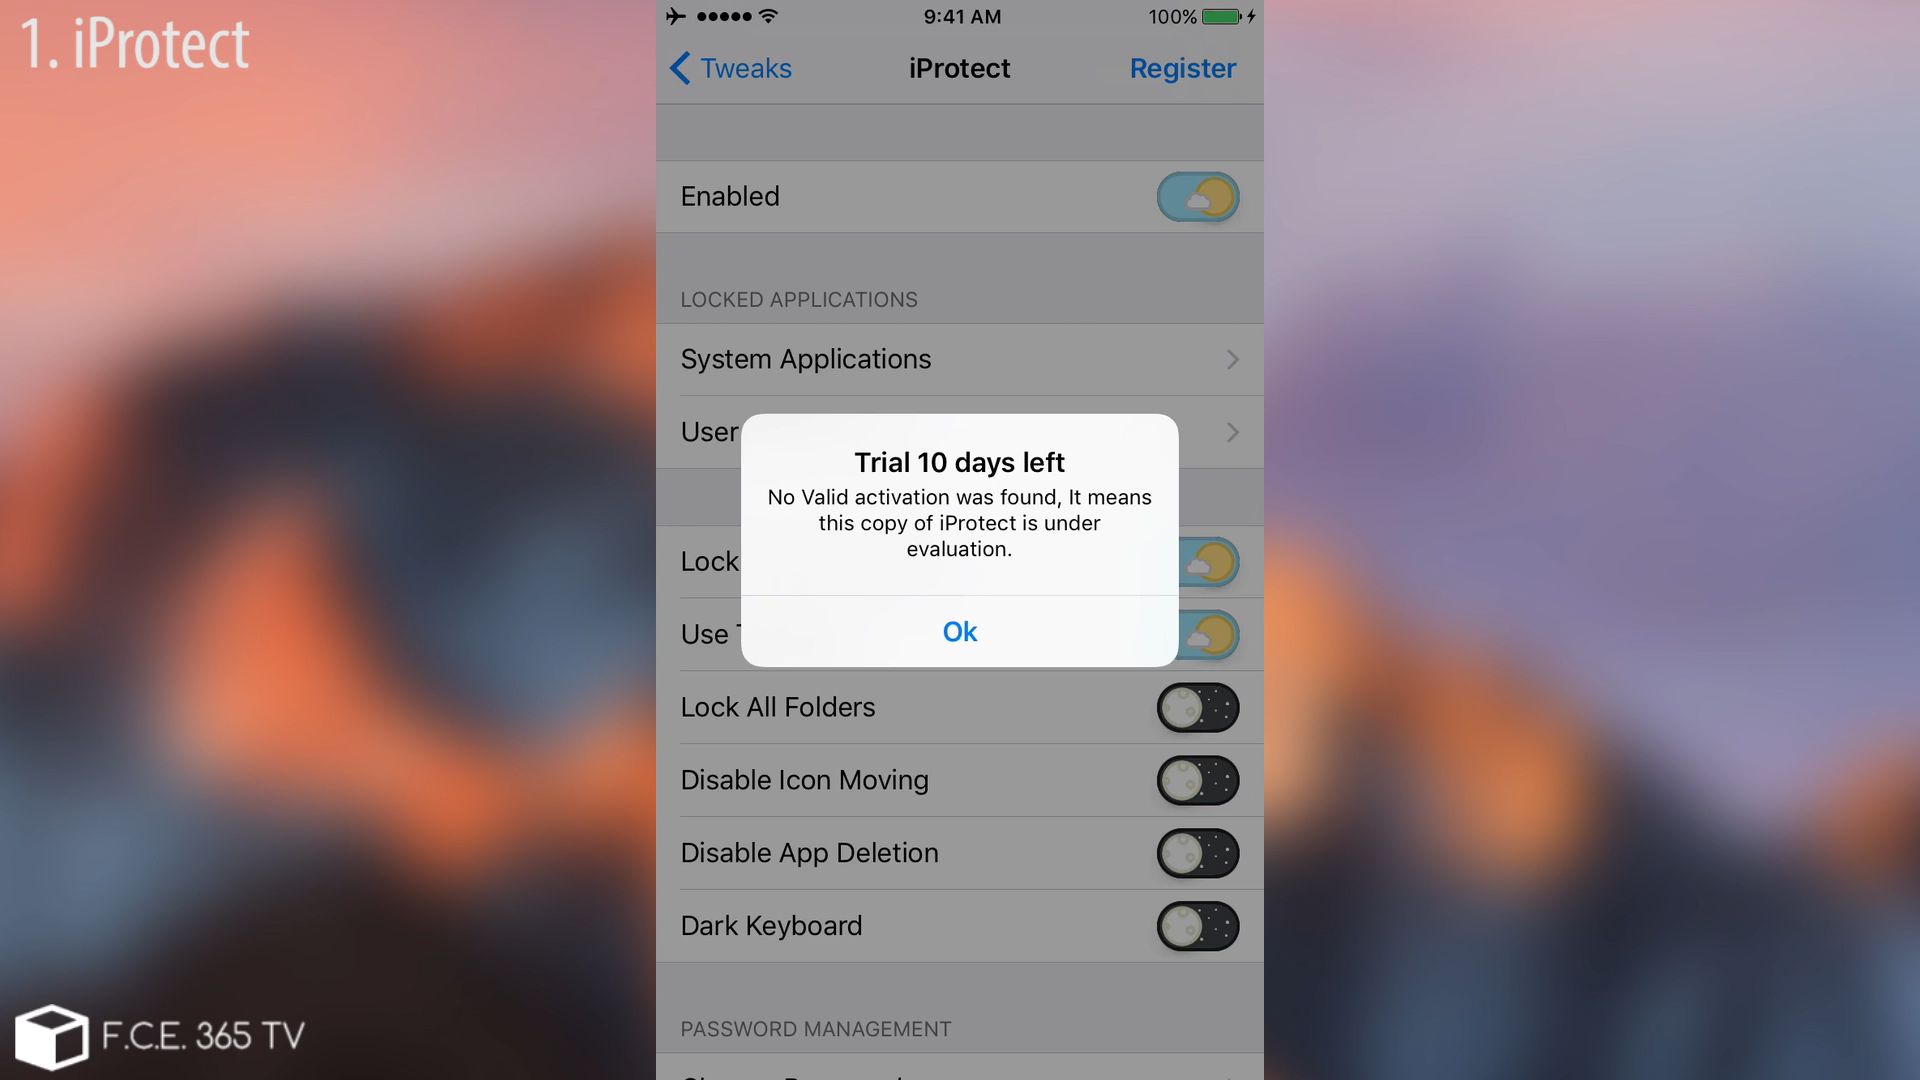 1. iProtect
9:41 AM
100%
Tweaks
iProtect
Register
Enabled
LOCKED APPLICATIONS
System Applications
User
Trial 10 days left
No Valid activation was found, It means
this copy of iProtect is under
evaluation.
Ok
Lock
Use
Lock All Folders
Disable Icon Moving
Disable App Deletion
Dark Keyboard
PASSWORD MANAGEMENT
F.C.E. 365 TV